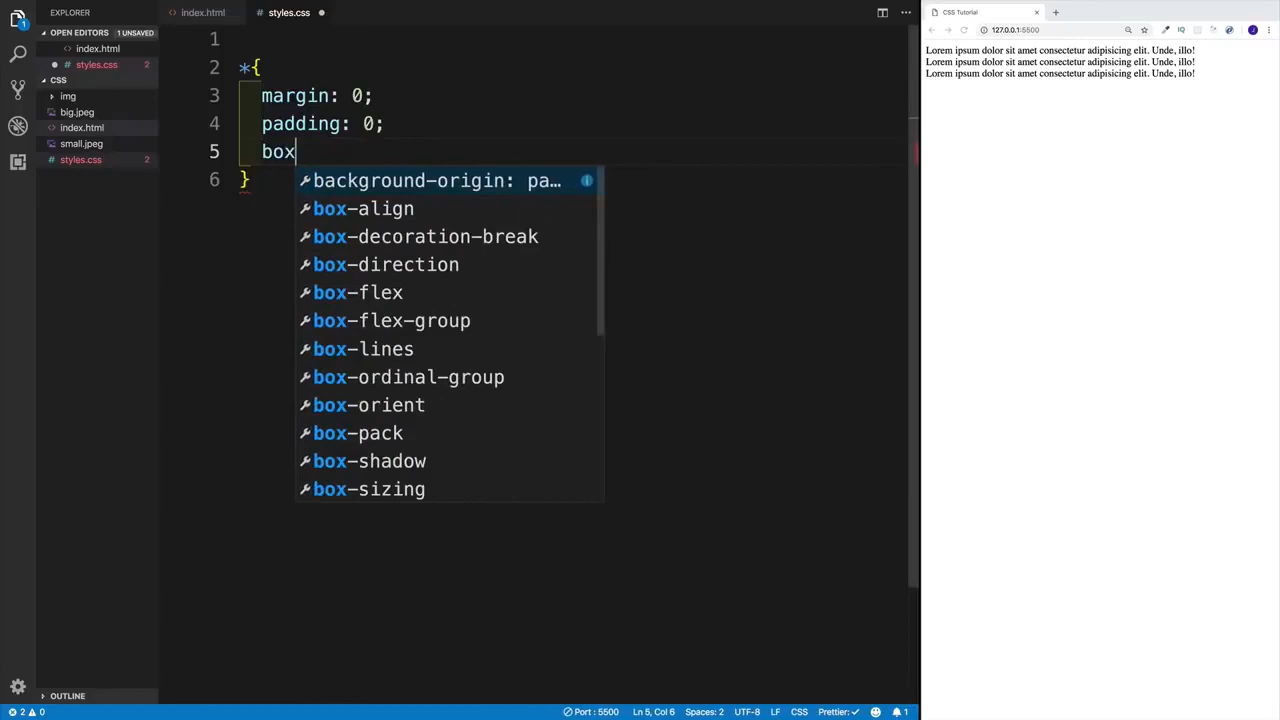 EXPLORER
OPEN EDITORS 1 UNSAVED
index.html
styles.css 2
CSS
img
big.jpeg
index.html
small.jpeg
styles.css 2
OUTLINE
1
index.html
styles.css
1
2 *{
3 margin: 0;
4 padding: 0;
5 box
6 }
background-origin: pa…
box-align
box-decoration-break
box-direction
box-flex
box-flex-group
box-lines
box-ordinal-group
box-orient
box-pack
box-shadow
box-sizing
2 0 Port : 5500 Ln 5, Col 6 Spaces: 2 UTF-8 LF CSS Prettier: 1
CSS Tutorial
127.0.0.1:5500
Lorem ipsum dolor sit amet consectetur adipisicing elit. Unde, illo!
Lorem ipsum dolor sit amet consectetur adipisicing elit. Unde, illo!
Lorem ipsum dolor sit amet consectetur adipisicing elit. Unde, illo!